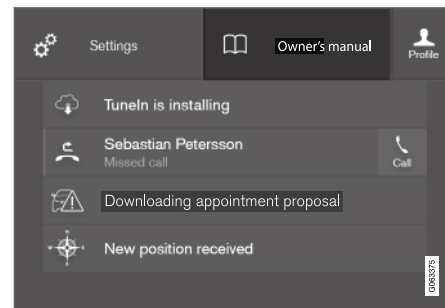 Settings
Owner's manual
Profile
TuneIn is installing
Sebastian Petersson
Missed call
Call
Downloading appointment proposal
New position received
G063375